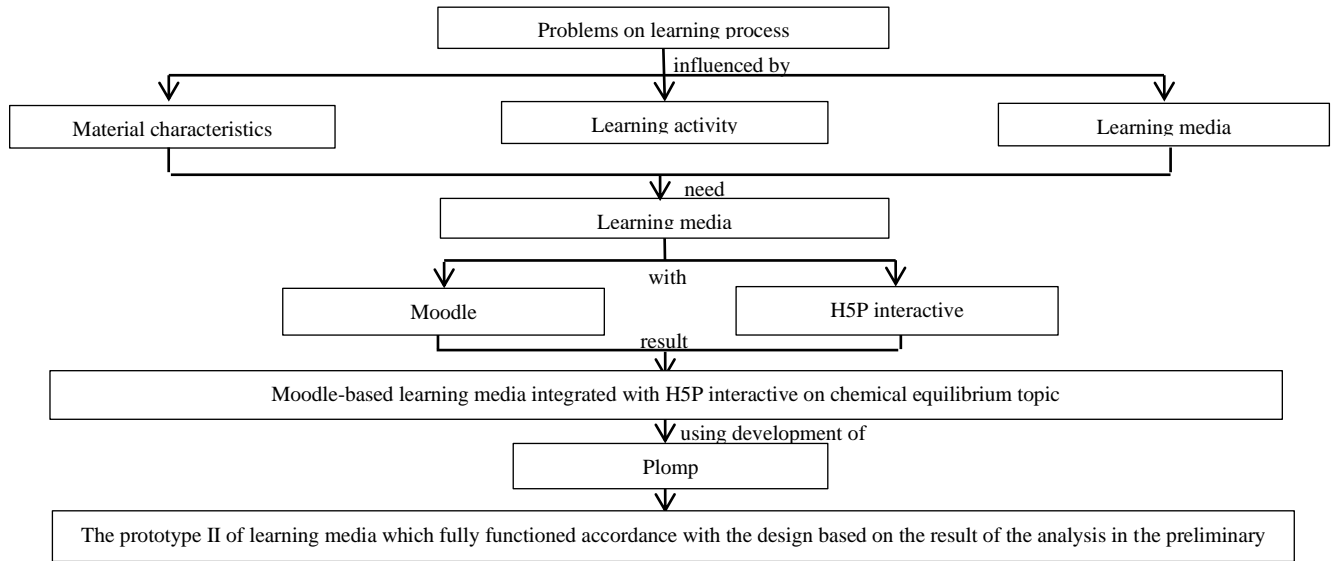 Problems on learning process
influenced by
Material characteristics
Learning activity
Learning media
need
Learning media
with
Moodle
H5P interactive
result
Moodle-based learning media integrated with H5P interactive on chemical equilibrium topic
using development of
Plomp
The prototype II of learning media which fully functioned accordance with the design based on the result of the analysis in the preliminary